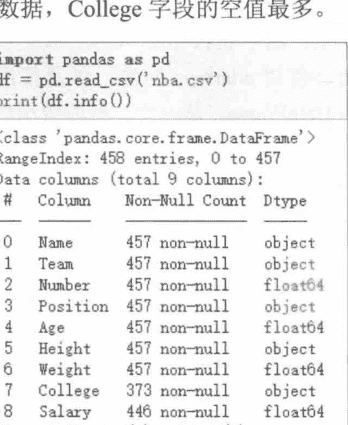 数据，College 字段的空值最多。
import pandas as pd
df = pd.read_csv('nba.csv')
print(df.info())
<class 'pandas.core.frame.DataFrame'>
RangeIndex: 458 entries, 0 to 457
Data columns (total 9 columns):
# Column Non-Null Count Dtype
0 Name 457 non-null object
1 Team 457 non-null object
2 Number 457 non-null float64
3 Position 457 non-null object
4 Age 457 non-null float64
5 Height 457 non-null object
6 Weight 457 non-null float64
7 College 373 non-null object
8 Salary 446 non-null float64